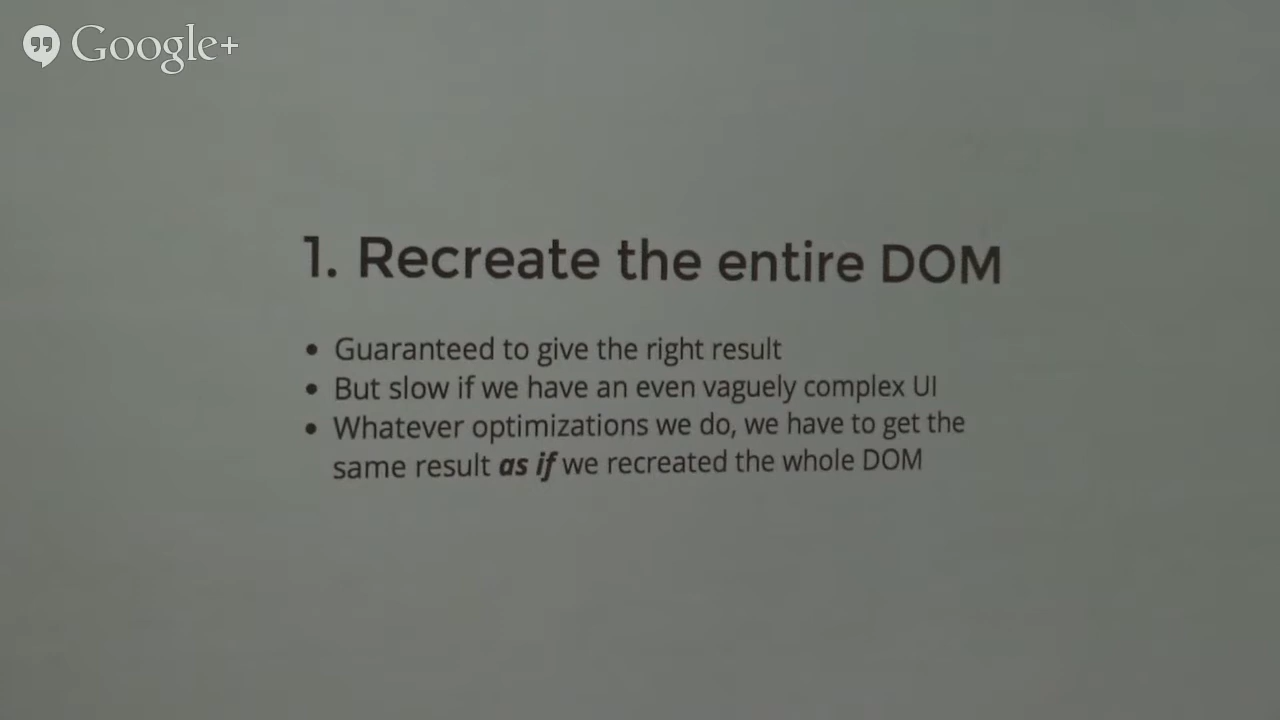 Google+
1. Recreate the entire DOM
• Guaranteed to give the right result
• But slow if we have an even vaguely complex UI
• Whatever optimizations we do, we have to get the
same result as if we recreated the whole DOM